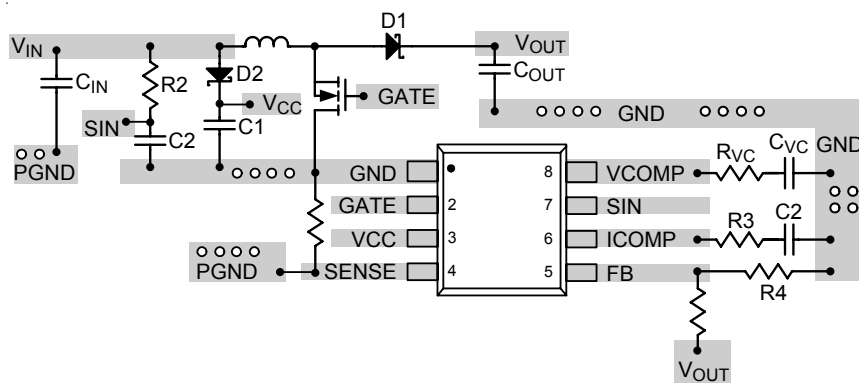 D1
VIN
VOUT
CIN
R2
D2
COUT
VCC
GATE
SIN
C2
C1
GND
PGND
CVC
GND
RVC
GND
8
VCOMP
GATE
2
7
SIN
C2
VCC
3
6
ICOMP
R3
PGND
SENSE
4
5
FB
R4
VOUT